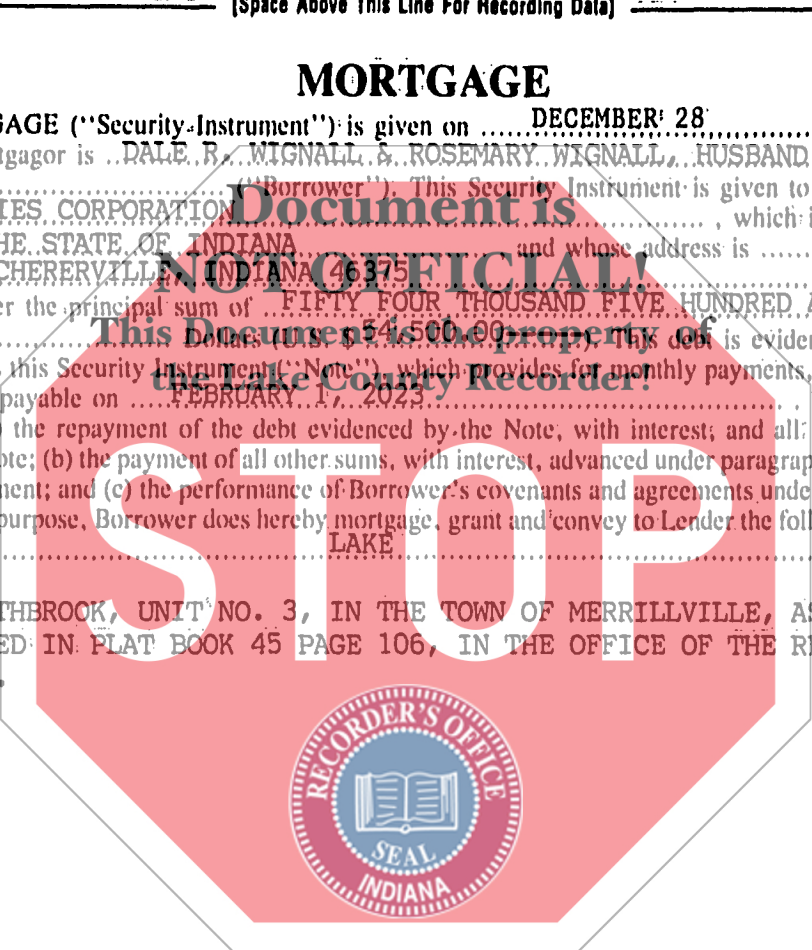 [Space Above This Line For Recording Data]
MORTGAGE
GAGE ("Security Instrument") is given on DECEMBER 28
tgagor is DALE R. WIGNALL & ROSEMARY WIGNALL, HUSBAND
("Borrower"). This Security Instrument is given to
IES CORPORATION , which i
Document is
HE STATE OF INDIANA and whose address is
CHERERVILLE, INDIANA 46375
NOT OFFICIAL!
er the principal sum of FIFTY FOUR THOUSAND FIVE HUNDRED A
Dollars (U.S. $ 54,500.00-------). This debt is eviden
This Document is the property of
this Security Instrument ("Note"), which provides for monthly payments,
the Lake County Recorder!
payable on FEBRUARY 1, 2023
the repayment of the debt evidenced by the Note, with interest, and all
ote; (b) the payment of all other sums, with interest, advanced under paragrap
nent; and (c) the performance of Borrower's covenants and agreements unde
purpose, Borrower does hereby mortgage, grant and convey to Lender the foll
LAKE
STOP
THBROOK, UNIT NO. 3, IN THE TOWN OF MERRILLVILLE, AS
ED IN PLAT BOOK 45 PAGE 106, IN THE OFFICE OF THE RE
RECORDER'S OFFICE
SEAL
INDIANA